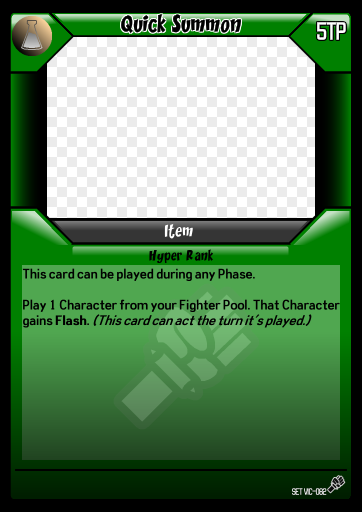 Quick Summon
5TP
Item
Hyper Rank
This card can be played during any Phase.
Play 1 Character from your Fighter Pool. That Character
gains Flash. (This card can act the turn it's played.)
SET VIC-082